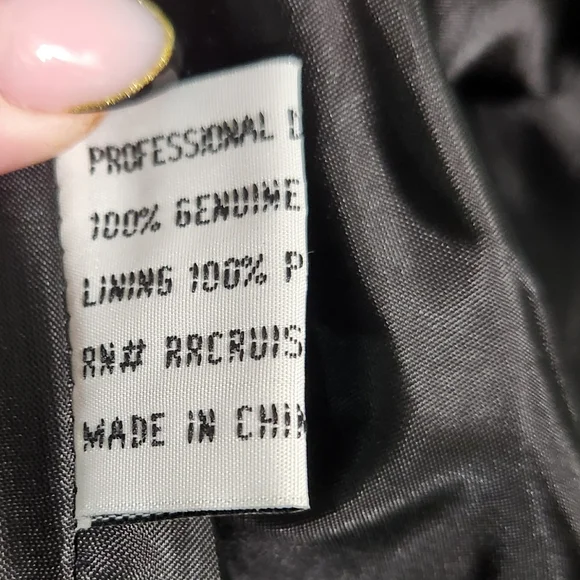 PROFESSIONAL D
100% GENUINE
LINING 100% P
RN# RRCRUIS
MADE IN CHIN